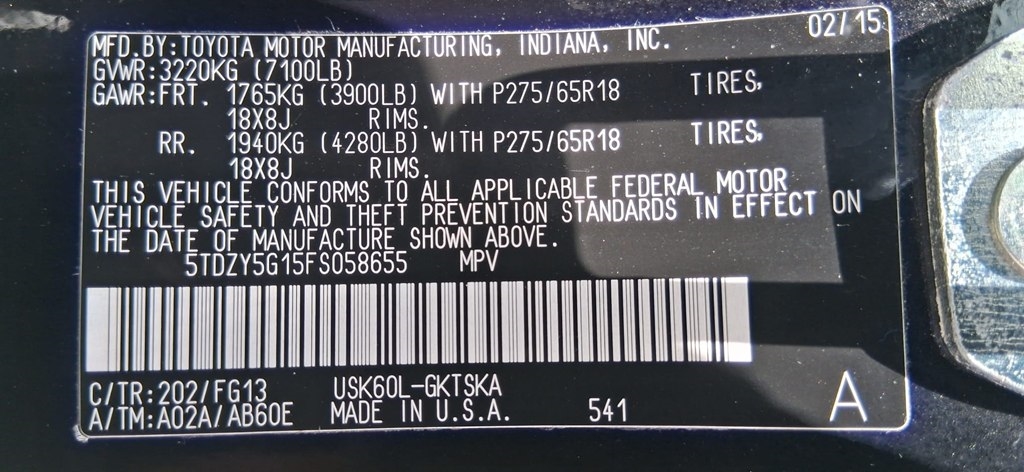 02/15
MFD.BY:TOYOTA MOTOR MANUFACTURING, INDIANA, INC.
GVWR:3220KG (7100LB)
GAWR:FRT. 1765KG (3900LB) WITH P275/65R18 TIRES,
18X8J RIMS.
RR. 1940KG (4280LB) WITH P275/65R18 TIRES,
18X8J RIMS.
THIS VEHICLE CONFORMS TO ALL APPLICABLE FEDERAL MOTOR
VEHICLE SAFETY AND THEFT PREVENTION STANDARDS IN EFFECT ON
THE DATE OF MANUFACTURE SHOWN ABOVE.
5TDZY5G15FS058655 MPV
C/TR:202/FG13 USK60L-GKTSKA
A/TM:A02A/AB60E MADE IN U.S.A. 541 A